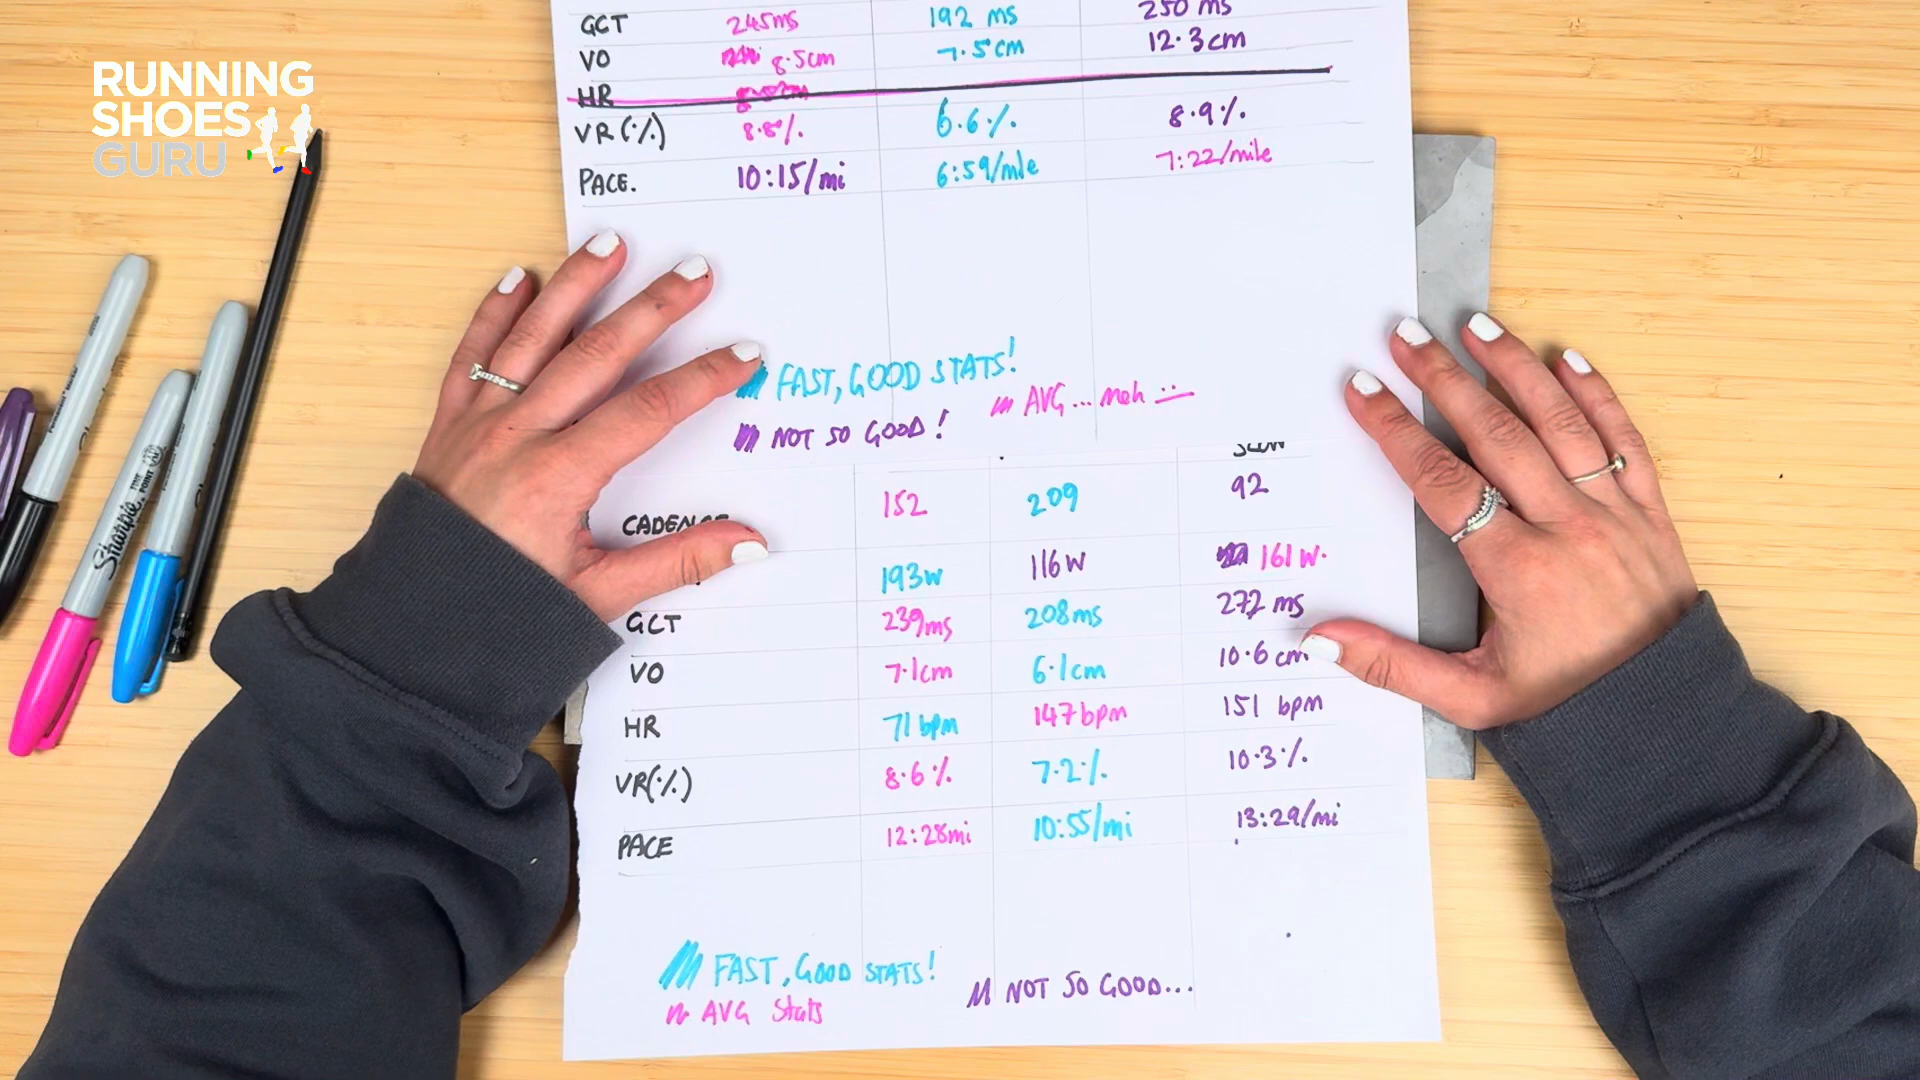 RUNNING
SHOES
GURU
GCT 245ms 192 ms 250 ms
VO 8.5cm 7.5cm 12.3cm
HR
VR(%) 8.8%. 6.6% 8.9%.
PACE. 10:15/mi 6:59/mile 7:22/mile
FAST, GOOD STATS!
NOT SO GOOD! AVG... meh
CADENCE 152 209 92
193W 116W 161W.
GCT 239ms 208ms 272 ms
VO 7.1cm 6.1cm 10.6cm
HR 71bpm 147bpm 151 bpm
VR(%) 8.6% 7.2% 10.3%.
PACE 12:28mi 10:55/mi 13:29/mi
FAST, GOOD STATS!
AVG Stats
NOT SO GOOD...
Sharpie